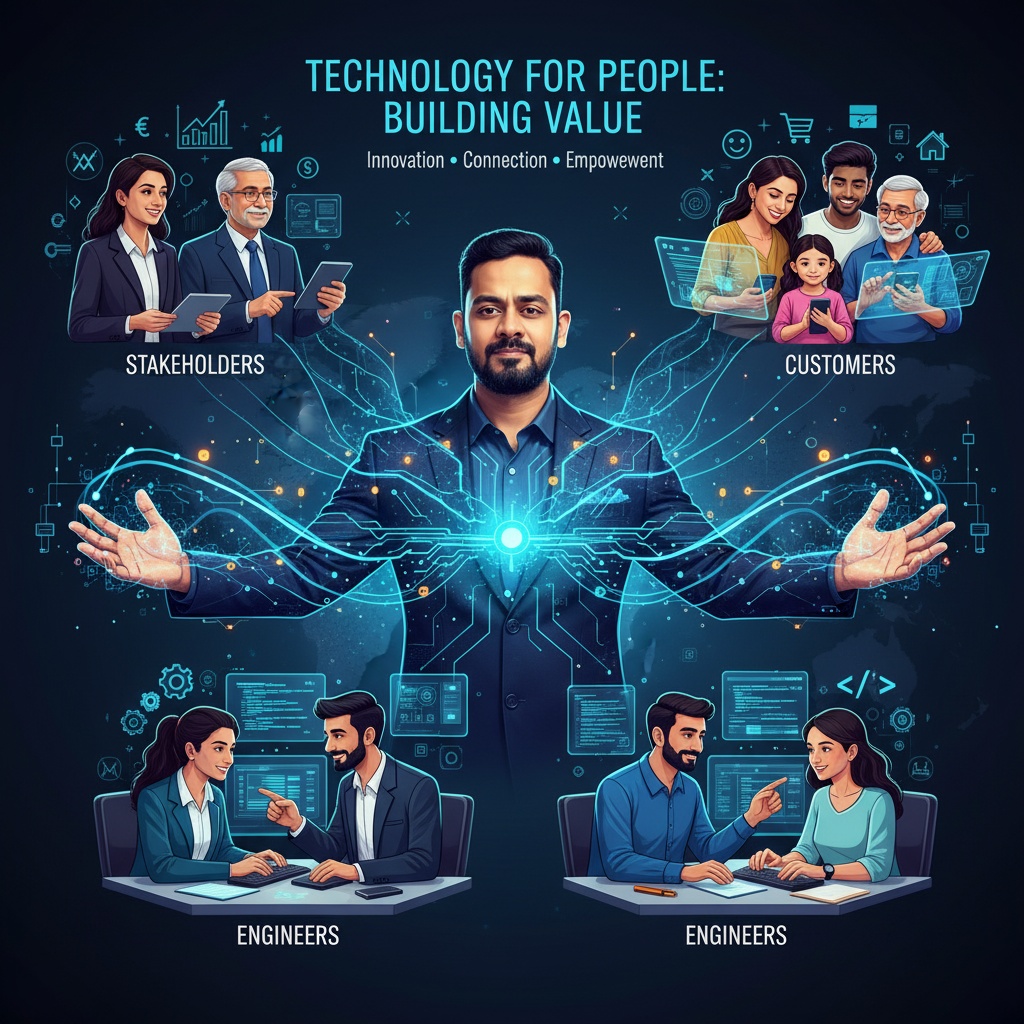 TECHNOLOGY FOR PEOPLE:
BUILDING VALUE
Innovation • Connection • Empowewent
STAKEHOLDERS
CUSTOMERS
</>
ENGINEERS
ENGINEERS